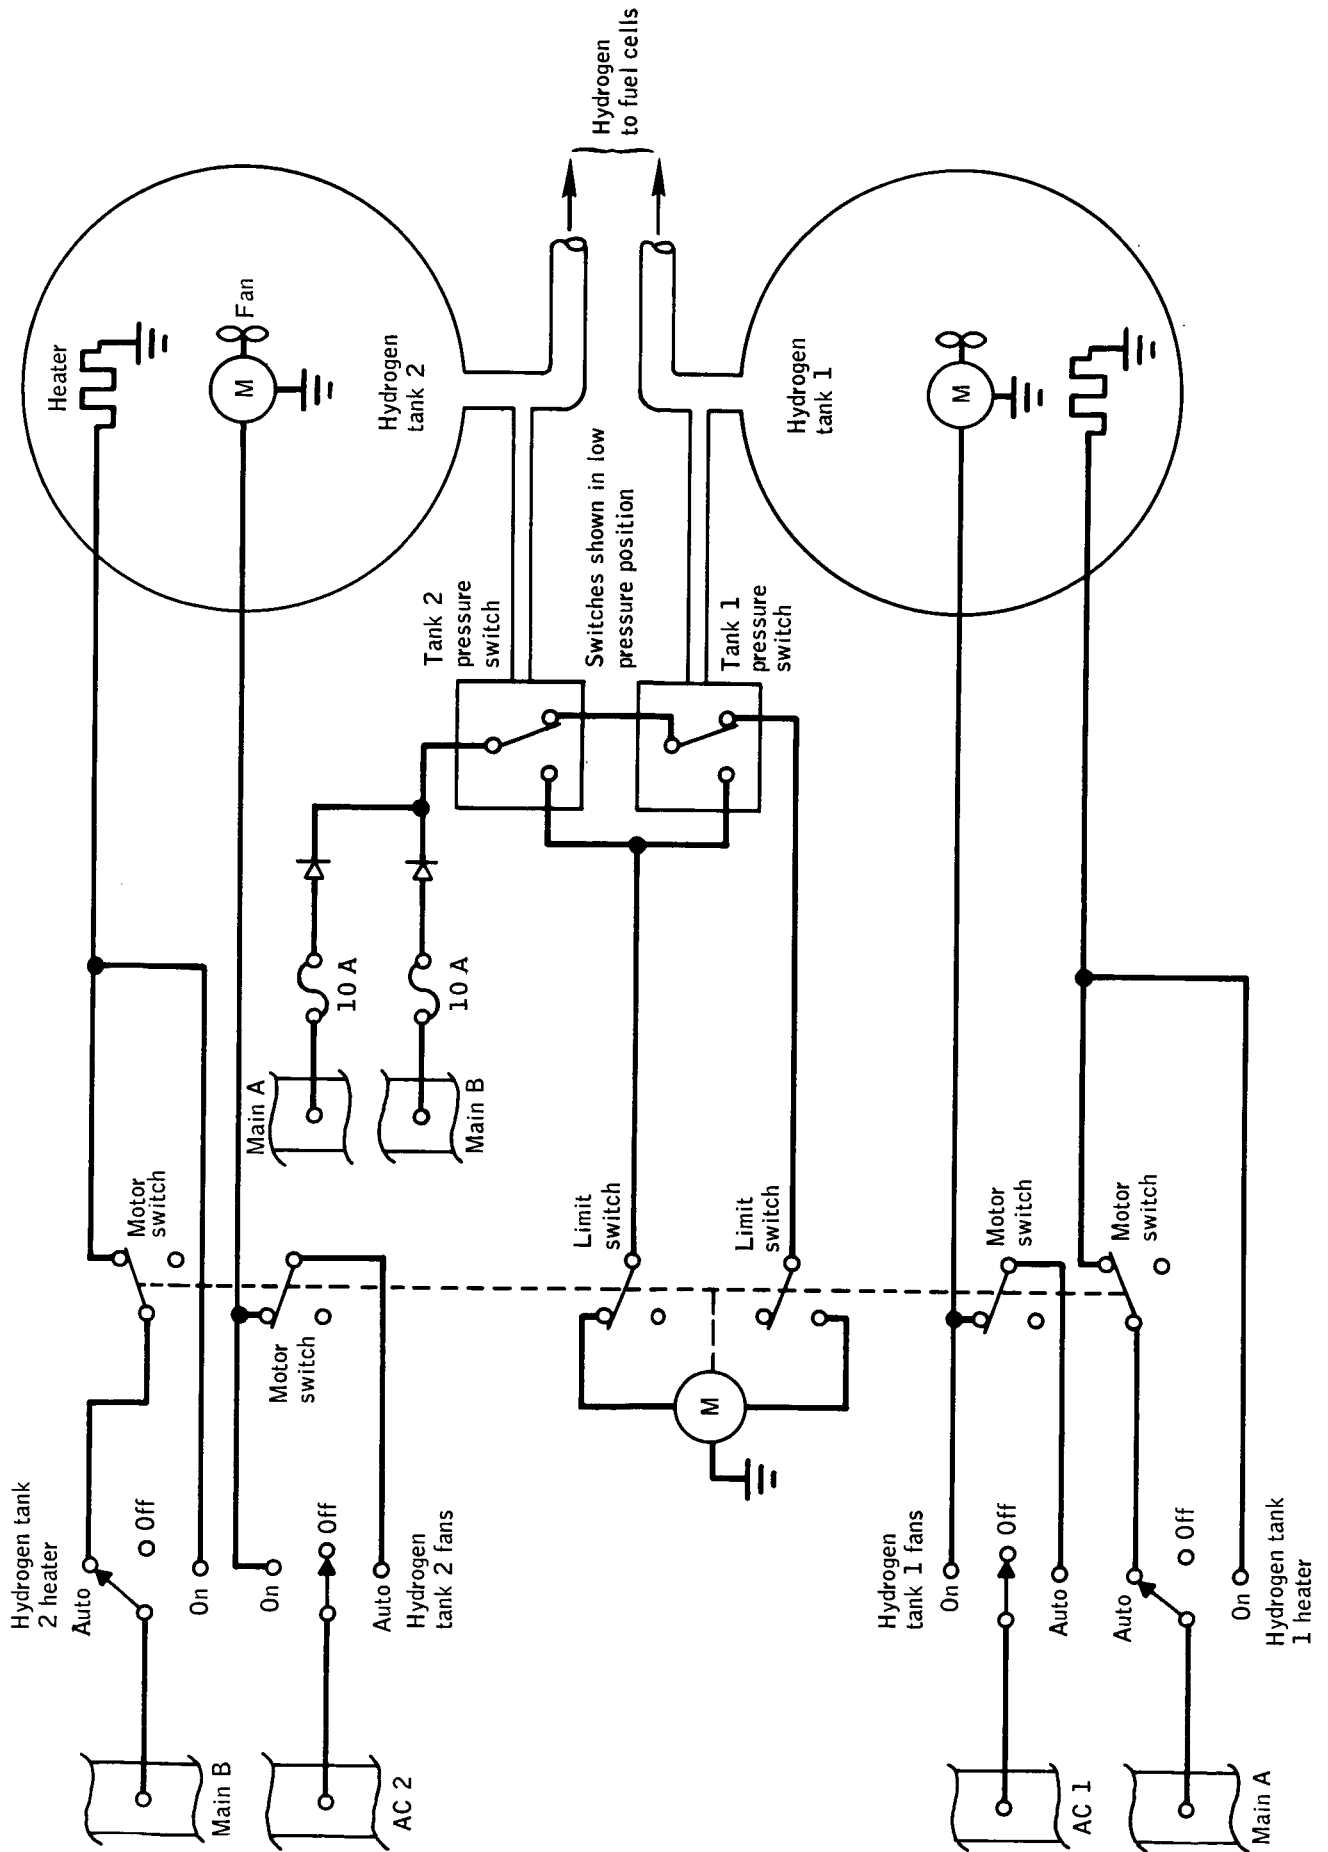 Hydrogen tank
2 heater
Auto
Off
On
Main B
On
Off
Auto
AC 2
Hydrogen
tank 2 fans
Motor
switch
Motor
switch
Main A
10 A
Main B
10 A
Heater
M
Fan
Hydrogen
tank 2
Tank 2
pressure
switch
Switches shown in low
pressure position
Tank 1
pressure
switch
Hydrogen
to fuel cells
Limit
switch
Limit
switch
M
Hydrogen
tank 1
M
Hydrogen
tank 1 fans
On
Off
Auto
AC 1
Motor
switch
Motor
switch
Auto
Off
On
Main A
Hydrogen tank
1 heater